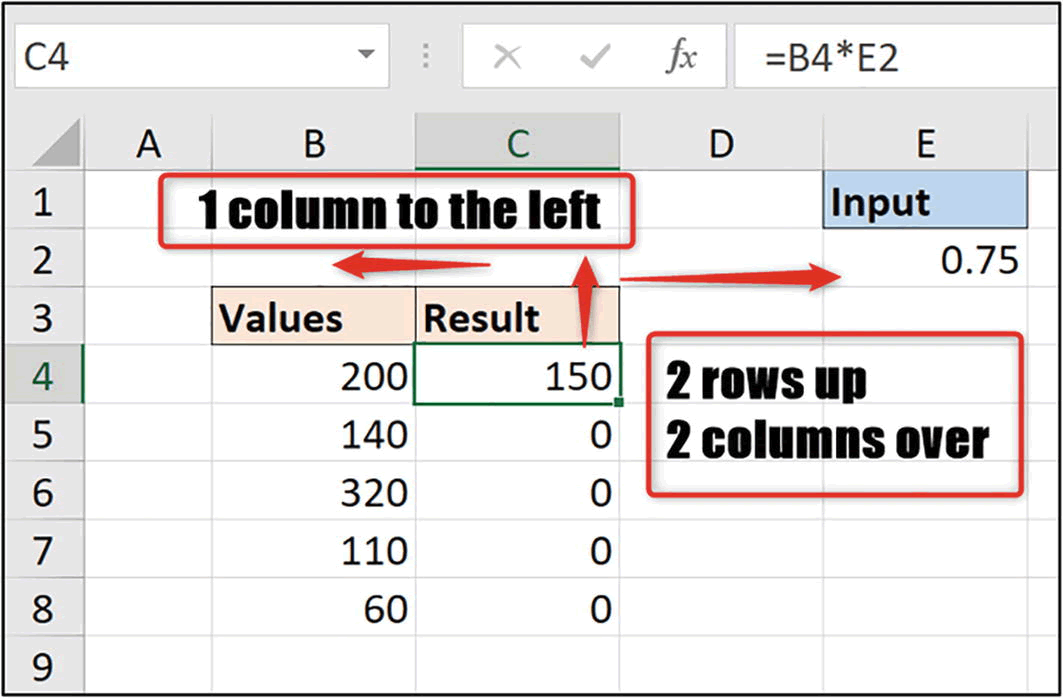 C4 fx =B4*E2
A B C D E
1 1 column to the left Input
2 0.75
3 Values Result
4 200 150 2 rows up
5 140 0 2 columns over
6 320 0
7 110 0
8 60 0
9